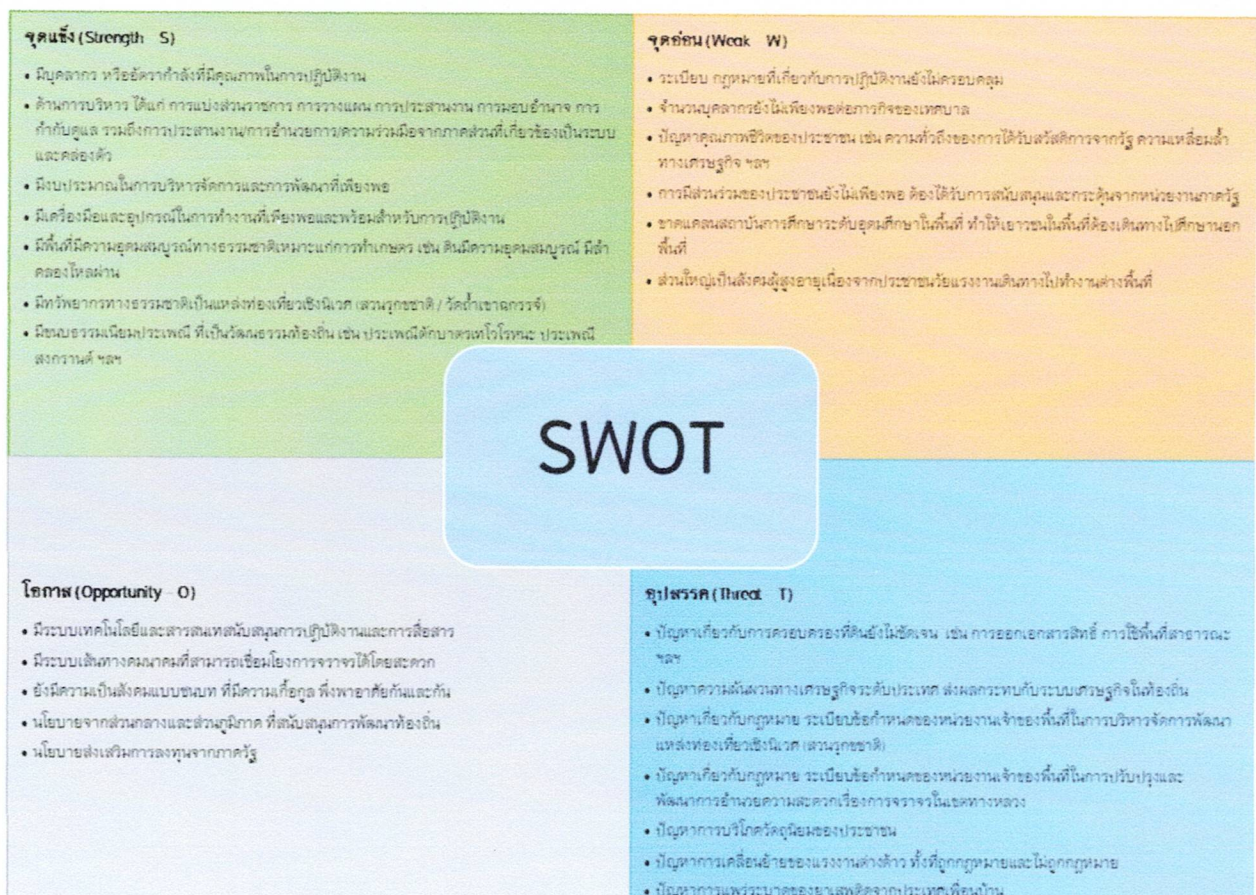 จุดแข็ง (Strength S)
• มีบุคลากร หรืออัตรากำลังที่มีคุณภาพในการปฏิบัติงาน
• ด้านการบริหาร ได้แก่ การแบ่งส่วนราชการ การวางแผน การประสานงาน การมอบอำนาจ การ
กำกับดูแล รวมถึงการประสานงาน/การอำนวยการ/ความร่วมมือจากภาคส่วนที่เกี่ยวข้องเป็นระบบ
และคล่องตัว
• มีงบประมาณในการบริหารจัดการและการพัฒนาที่เพียงพอ
• มีเครื่องมือและอุปกรณ์ในการทำงานที่เพียงพอและพร้อมสำหรับการปฏิบัติงาน
• มีพื้นที่มีความอุดมสมบูรณ์ทางธรรมชาติเหมาะแก่การทำเกษตร เช่น ดินมีความอุดมสมบูรณ์ มีลำ
คลองไหลผ่าน
• มีทรัพยากรทางธรรมชาติเป็นแหล่งท่องเที่ยวเชิงนิเวศ (สวนรุกขชาติ / วัดถ้ำเขาฉกรรจ์)
• มีขนบธรรมเนียมประเพณี ที่เป็นวัฒนธรรมท้องถิ่น เช่น ประเพณีตักบาตรเทโวโรหนะ ประเพณี
สงกรานต์ ฯลฯ
จุดอ่อน (Weak W)
• ระเบียบ กฎหมายที่เกี่ยวกับการปฏิบัติงานยังไม่ครอบคลุม
• จำนวนบุคลากรยังไม่เพียงพอต่อภารกิจของเทศบาล
• ปัญหาคุณภาพชีวิตของประชาชน เช่น ความทั่วถึงของการได้รับสวัสดิการจากรัฐ ความเหลื่อมล้ำ
ทางเศรษฐกิจ ฯลฯ
• การมีส่วนร่วมของประชาชนยังไม่เพียงพอ ต้องได้รับการสนับสนุนและกระตุ้นจากหน่วยงานภาครัฐ
• ขาดแคลนสถาบันการศึกษาระดับอุดมศึกษาในพื้นที่ ทำให้เยาวชนในพื้นที่ต้องเดินทางไปศึกษานอก
พื้นที่
• ส่วนใหญ่เป็นสังคมผู้สูงอายุเนื่องจากประชาชนวัยแรงงานเดินทางไปทำงานต่างพื้นที่
SWOT
โอกาส (Opportunity O)
• มีระบบเทคโนโลยีและสารสนเทสนับสนุนการปฏิบัติงานและการสื่อสาร
• มีระบบเส้นทางคมนาคมที่สามารถเชื่อมโยงการจราจรได้โดยสะดวก
• ยังมีความเป็นสังคมแบบชนบท ที่มีความเกื้อกูล พึ่งพาอาศัยกันและกัน
• นโยบายจากส่วนกลางและส่วนภูมิภาค ที่สนับสนุนการพัฒนาท้องถิ่น
• นโยบายส่งเสริมการลงทุนจากภาครัฐ
อุปสรรค (Threat T)
• ปัญหาเกี่ยวกับการครอบครองที่ดินยังไม่ชัดเจน เช่น การออกเอกสารสิทธิ์ การใช้พื้นที่สาธารณะ
ฯลฯ
• ปัญหาความผันผวนทางเศรษฐกิจระดับประเทศ ส่งผลกระทบกับระบบเศรษฐกิจในท้องถิ่น
• ปัญหาเกี่ยวกับกฎหมาย ระเบียบข้อกำหนดของหน่วยงานเจ้าของพื้นที่ในการบริหารจัดการพัฒนา
แหล่งท่องเที่ยวเชิงนิเวศ (สวนรุกขชาติ)
• ปัญหาเกี่ยวกับกฎหมาย ระเบียบข้อกำหนดของหน่วยงานเจ้าของพื้นที่ในการปรับปรุงและ
พัฒนาการอำนวยความสะดวกเรื่องการจราจรในเขตทางหลวง
• ปัญหาการบริโภควัตถุนิยมของประชาชน
• ปัญหาการเคลื่อนย้ายของแรงงานต่างด้าว ทั้งที่ถูกกฎหมายและไม่ถูกกฎหมาย
• ปัญหาการแพร่ระบาดของยาเสพติดจากประเทศเพื่อนบ้าน